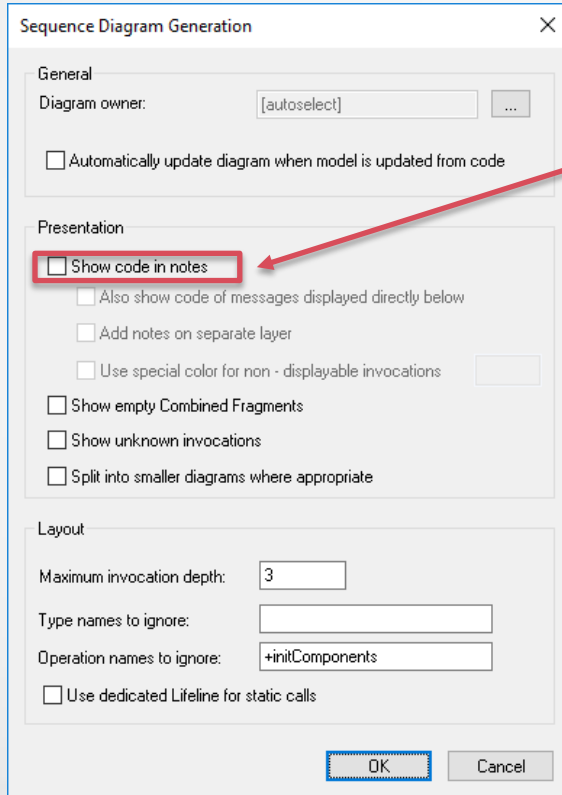 Sequence Diagram Generation
General
Diagram owner: [autoselect] ...
Automatically update diagram when model is updated from code
Presentation
Show code in notes
Also show code of messages displayed directly below
Add notes on separate layer
Use special color for non - displayable invocations
Show empty Combined Fragments
Show unknown invocations
Split into smaller diagrams where appropriate
Layout
Maximum invocation depth: 3
Type names to ignore:
Operation names to ignore: +initComponents
Use dedicated Lifeline for static calls
OK Cancel